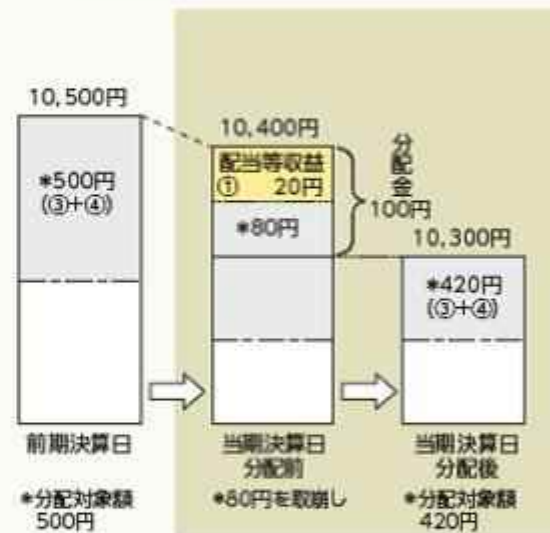 10,500円
*500円
(③+④)
前期決算日
*分配対象額
500円
10,400円
配当等収益
① 20円
*80円
分配金
100円
当期決算日
分配前
*80円を取崩し
10,300円
*420円
(③+④)
当期決算日
分配後
*分配対象額
420円